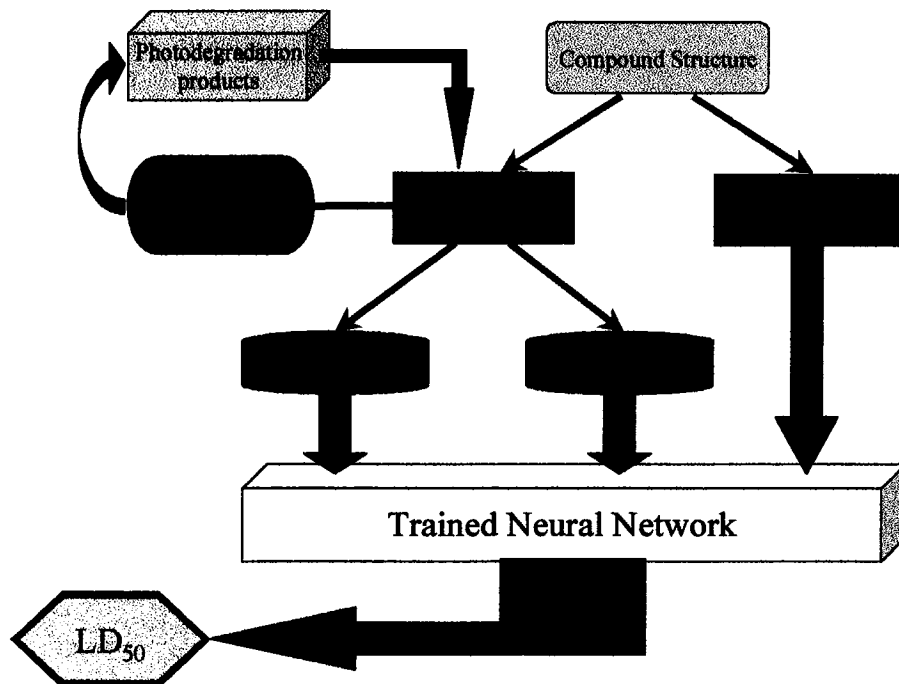 Photodegradation
products
Compound Structure
Trained Neural Network
LD50